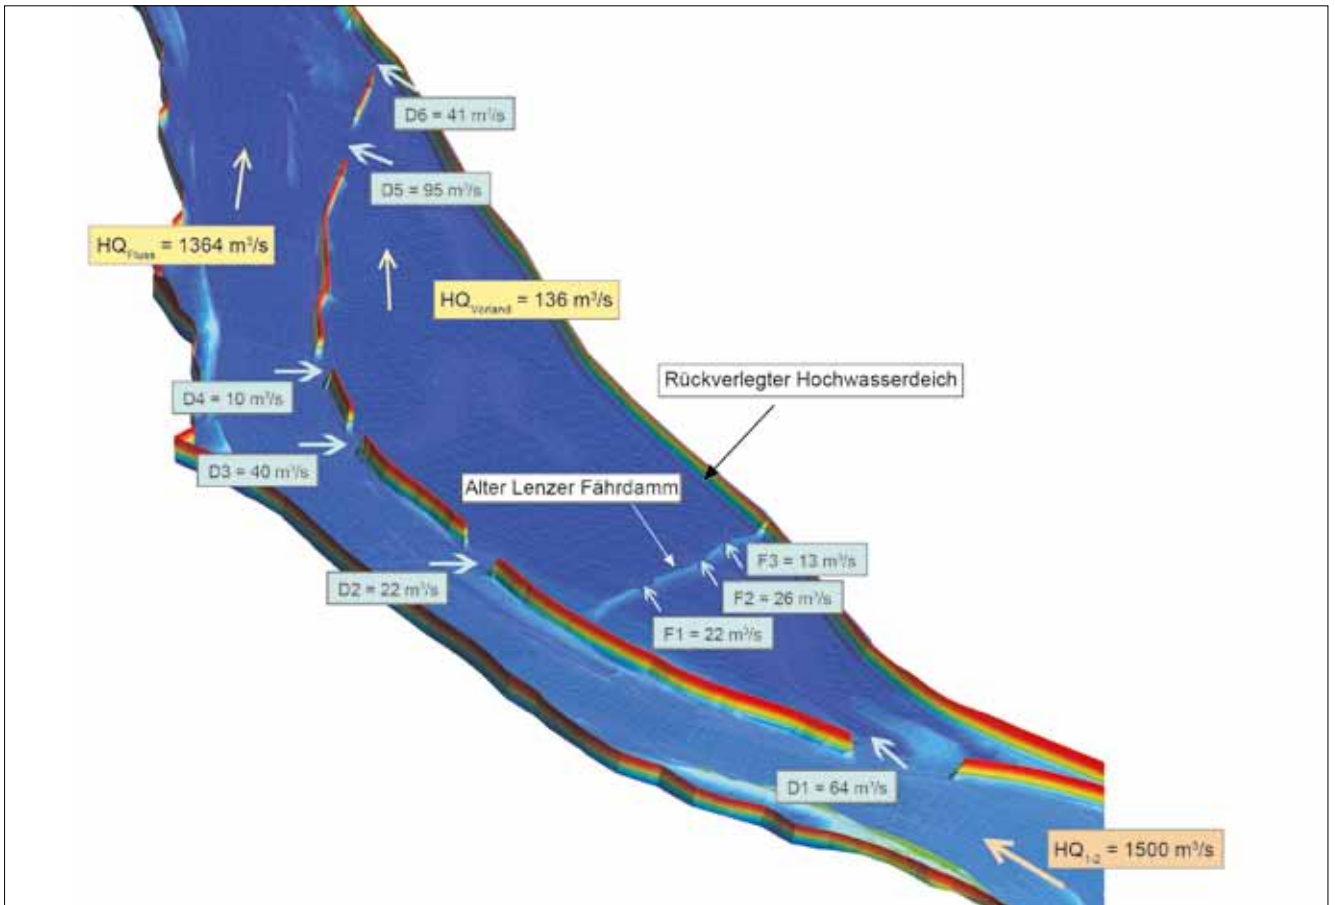 D6 = 41 m³/s
D5 = 95 m³/s
HQFluss = 1364 m³/s
HQVorland = 136 m³/s
Rückverlegter Hochwasserdeich
D4 = 10 m³/s
D3 = 40 m³/s
Alter Lenzer Fährdamm
F3 = 13 m³/s
D2 = 22 m³/s
F2 = 26 m³/s
F1 = 22 m³/s
D1 = 64 m³/s
HQ1-2 = 1500 m³/s